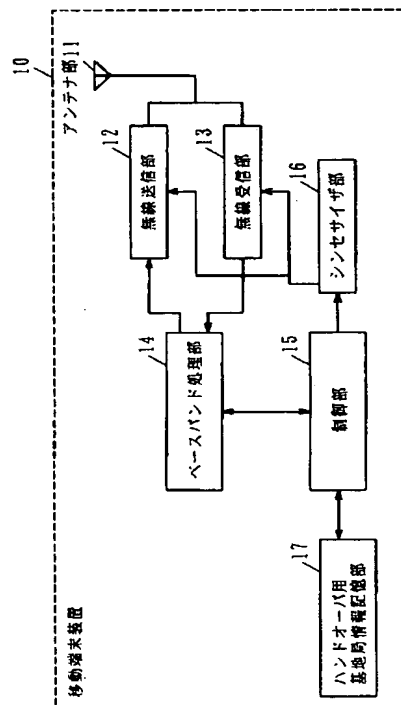 移動端末装置
10
アンテナ部 11
12
無線送信部
13
無線受信部
14
ベースバンド処理部
15
制御部
16
シンセサイザ部
17
ハンドオーバ用
基地局情報記憶部